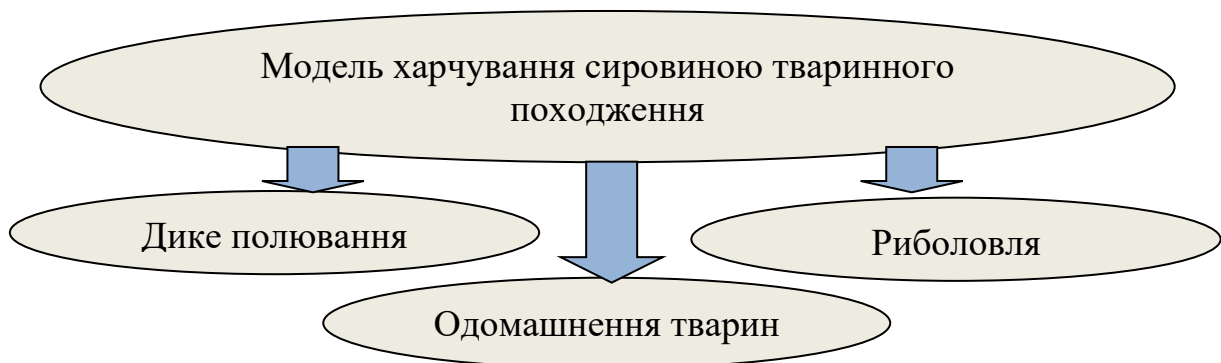 Модель харчування сировиною тваринного
походження
Дике полювання
Риболовля
Одомашнення тварин